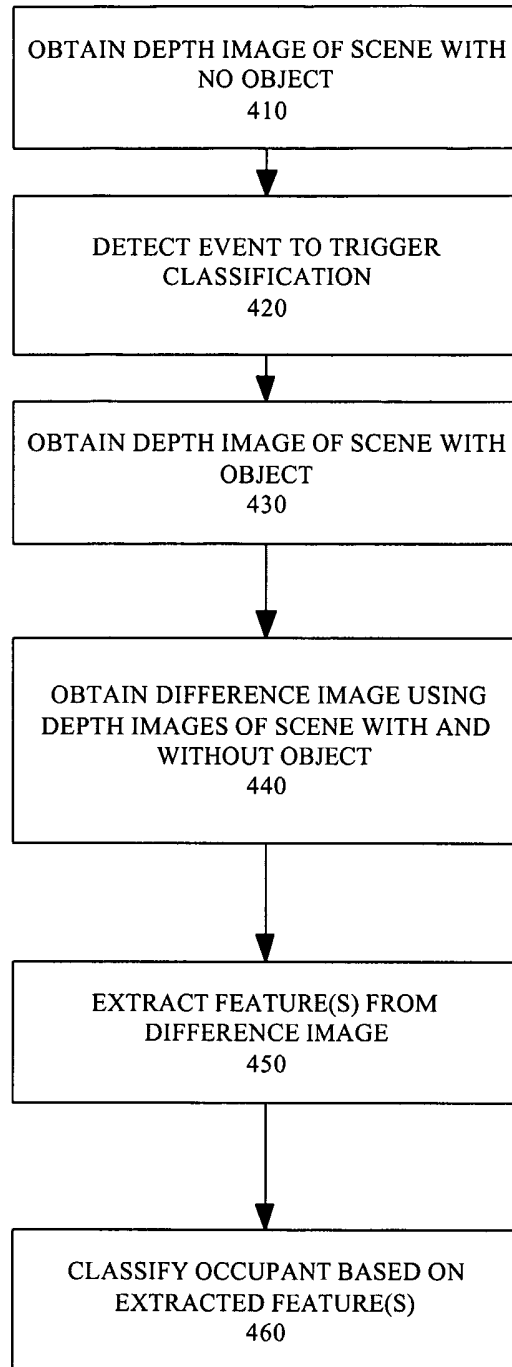 OBTAIN DEPTH IMAGE OF SCENE WITH
NO OBJECT
410
DETECT EVENT TO TRIGGER
CLASSIFICATION
420
OBTAIN DEPTH IMAGE OF SCENE WITH
OBJECT
430
OBTAIN DIFFERENCE IMAGE USING
DEPTH IMAGES OF SCENE WITH AND
WITHOUT OBJECT
440
EXTRACT FEATURE(S) FROM
DIFFERENCE IMAGE
450
CLASSIFY OCCUPANT BASED ON
EXTRACTED FEATURE(S)
460